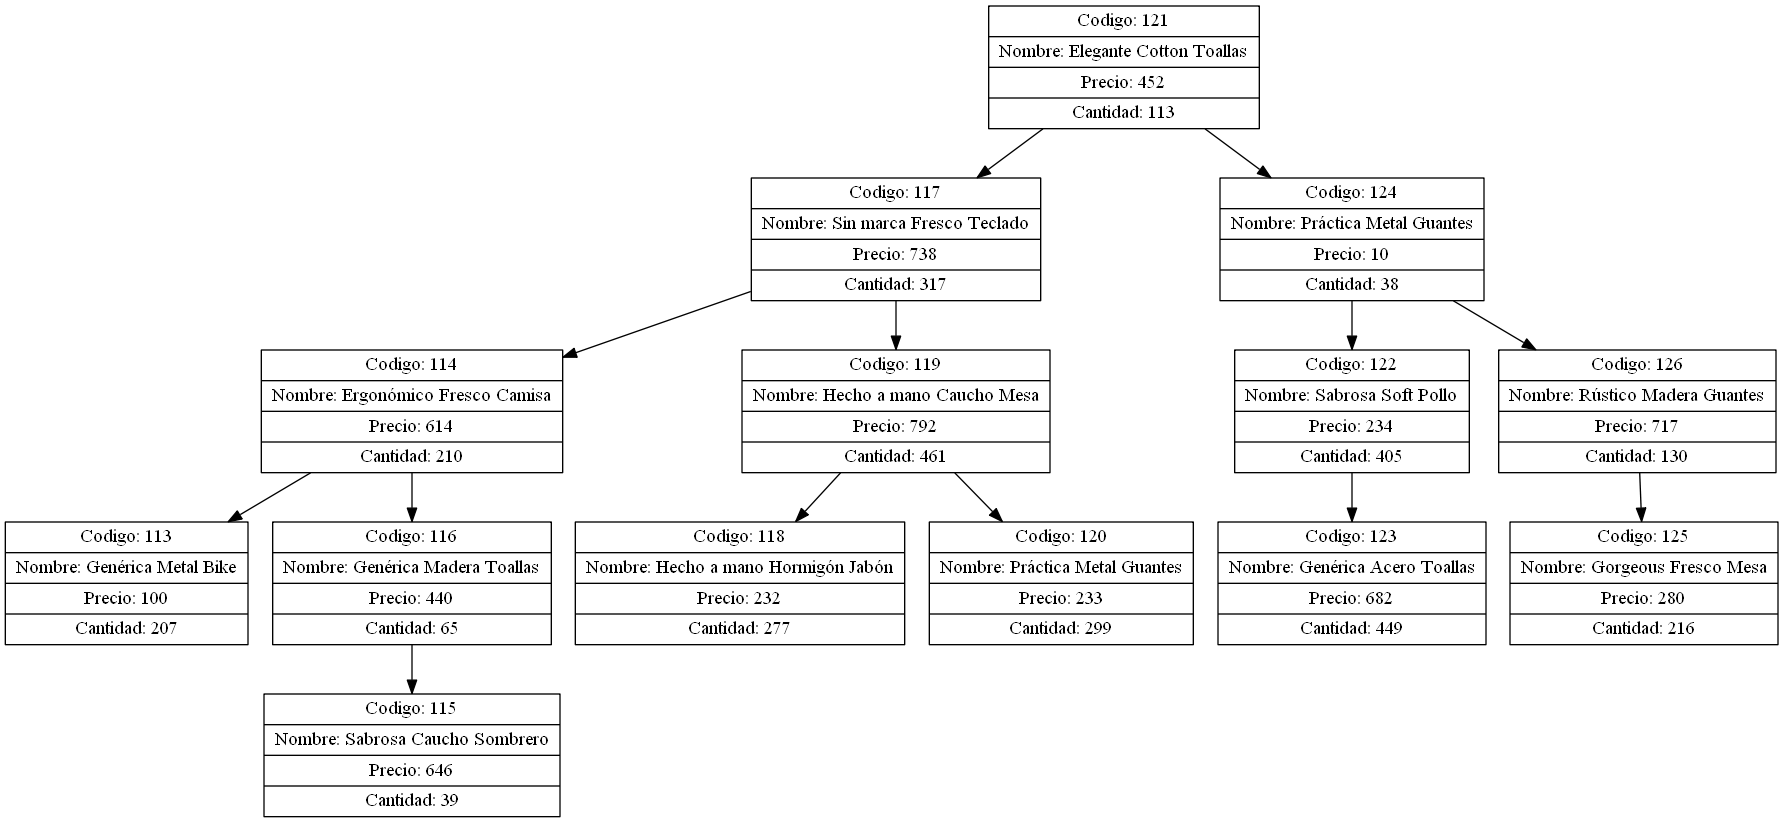 Codigo: 121
Nombre: Elegante Cotton Toallas
Precio: 452
Cantidad: 113
Codigo: 117
Nombre: Sin marca Fresco Teclado
Precio: 738
Cantidad: 317
Codigo: 124
Nombre: Práctica Metal Guantes
Precio: 10
Cantidad: 38
Codigo: 114
Nombre: Ergonómico Fresco Camisa
Precio: 614
Cantidad: 210
Codigo: 119
Nombre: Hecho a mano Caucho Mesa
Precio: 792
Cantidad: 461
Codigo: 122
Nombre: Sabrosa Soft Pollo
Precio: 234
Cantidad: 405
Codigo: 126
Nombre: Rústico Madera Guantes
Precio: 717
Cantidad: 130
Codigo: 113
Nombre: Genérica Metal Bike
Precio: 100
Cantidad: 207
Codigo: 116
Nombre: Genérica Madera Toallas
Precio: 440
Cantidad: 65
Codigo: 118
Nombre: Hecho a mano Hormigón Jabón
Precio: 232
Cantidad: 277
Codigo: 120
Nombre: Práctica Metal Guantes
Precio: 233
Cantidad: 299
Codigo: 123
Nombre: Genérica Acero Toallas
Precio: 682
Cantidad: 449
Codigo: 125
Nombre: Gorgeous Fresco Mesa
Precio: 280
Cantidad: 216
Codigo: 115
Nombre: Sabrosa Caucho Sombrero
Precio: 646
Cantidad: 39